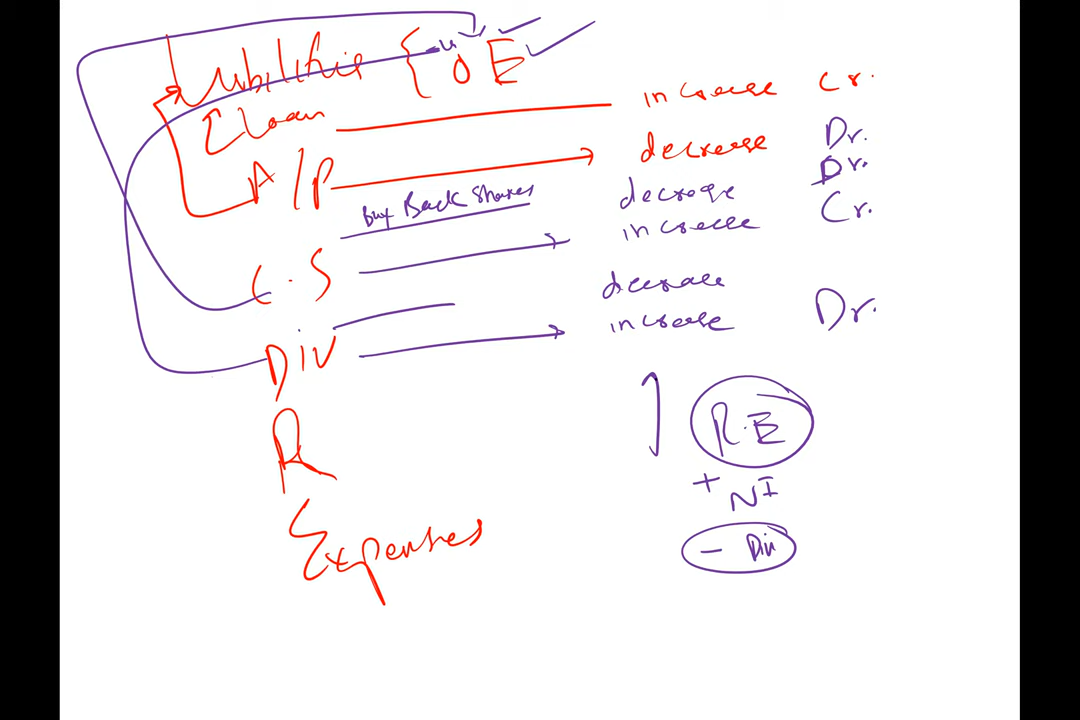 Liabilities { O E
Loan increase Cr.
A/P decrease Dr.
Buy Back Shares decrease Dr.
C.S increase Cr.
decrease
Div increase Dr.
R R.E
+ NI
Expenses - Div